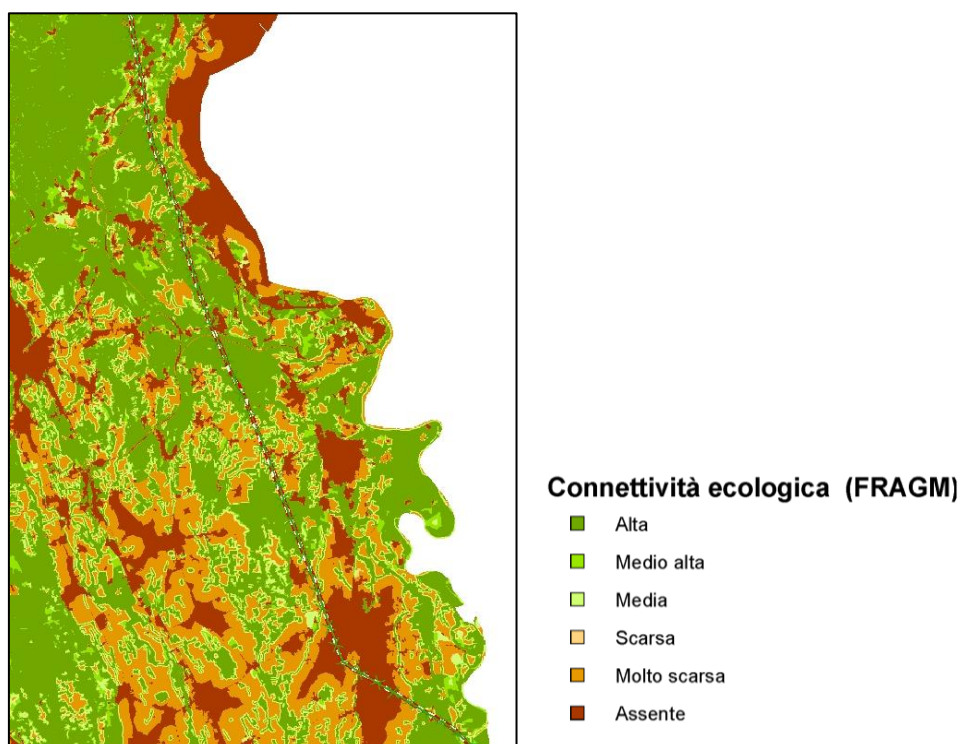 Connettività ecologica (FRAGM)
Alta
Medio alta
Media
Scarsa
Molto scarsa
Assente